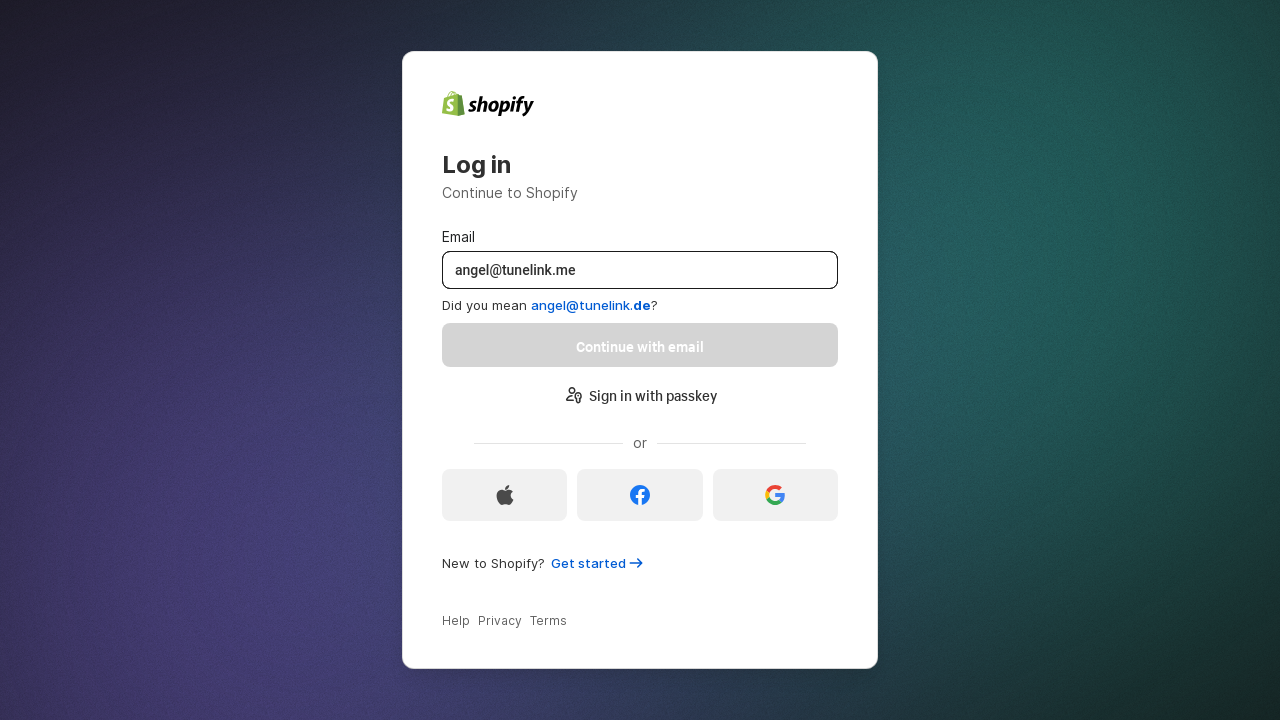 shopify
Log in
Continue to Shopify
Email
angel@tunelink.me
Did you mean angel@tunelink.de?
Continue with email
Sign in with passkey
or
New to Shopify? Get started
Help Privacy Terms